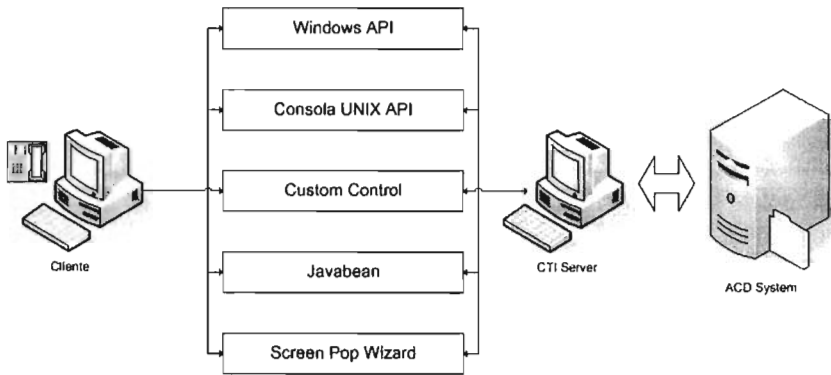 Windows API
Consola UNIX API
Custom Control
Javabean
Screen Pop Wizard
Cliente
CTI Server
ACD System